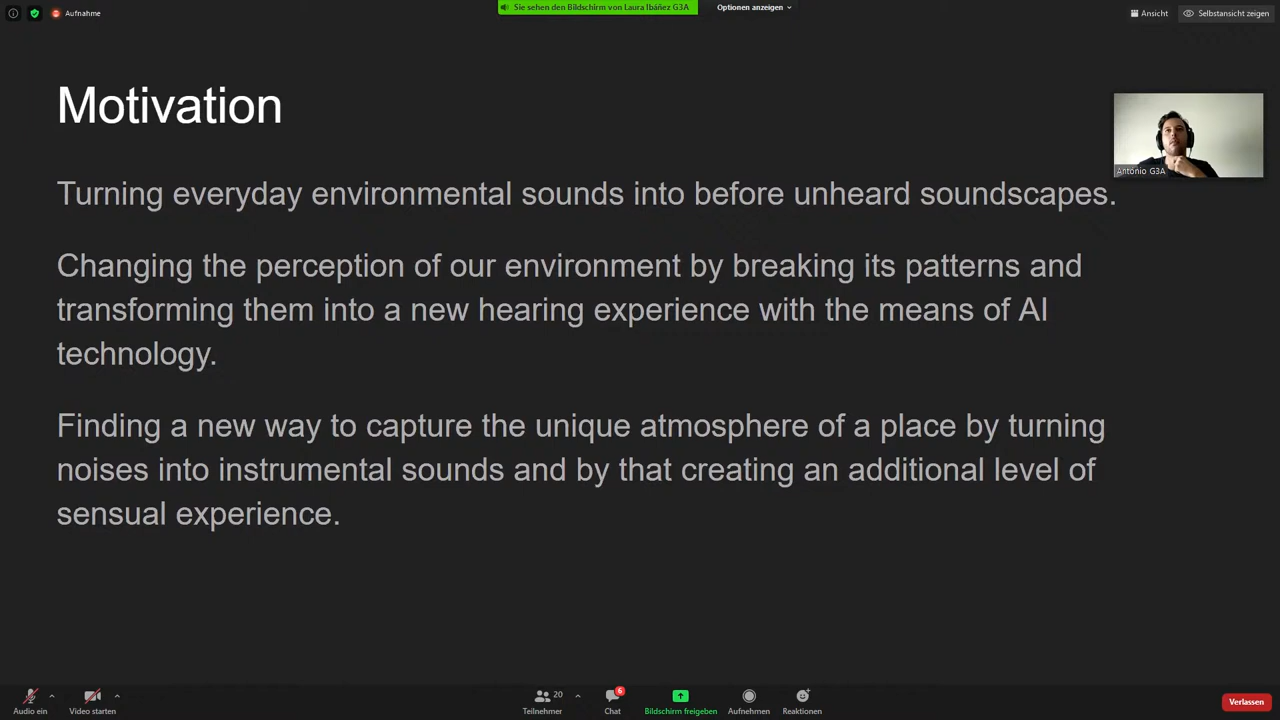 Aufnahme
Sie sehen den Bildschirm von Laura Ibáñez G3A
Optionen anzeigen
Ansicht
Selbstansicht zeigen
Motivation
Antonio G3A
Turning everyday environmental sounds into before unheard soundscapes.
Changing the perception of our environment by breaking its patterns and
transforming them into a new hearing experience with the means of AI
technology.
Finding a new way to capture the unique atmosphere of a place by turning
noises into instrumental sounds and by that creating an additional level of
sensual experience.
Audio ein
Video starten
20
Teilnehmer
6
Chat
Bildschirm freigeben
Aufnehmen
Reaktionen
Verlassen